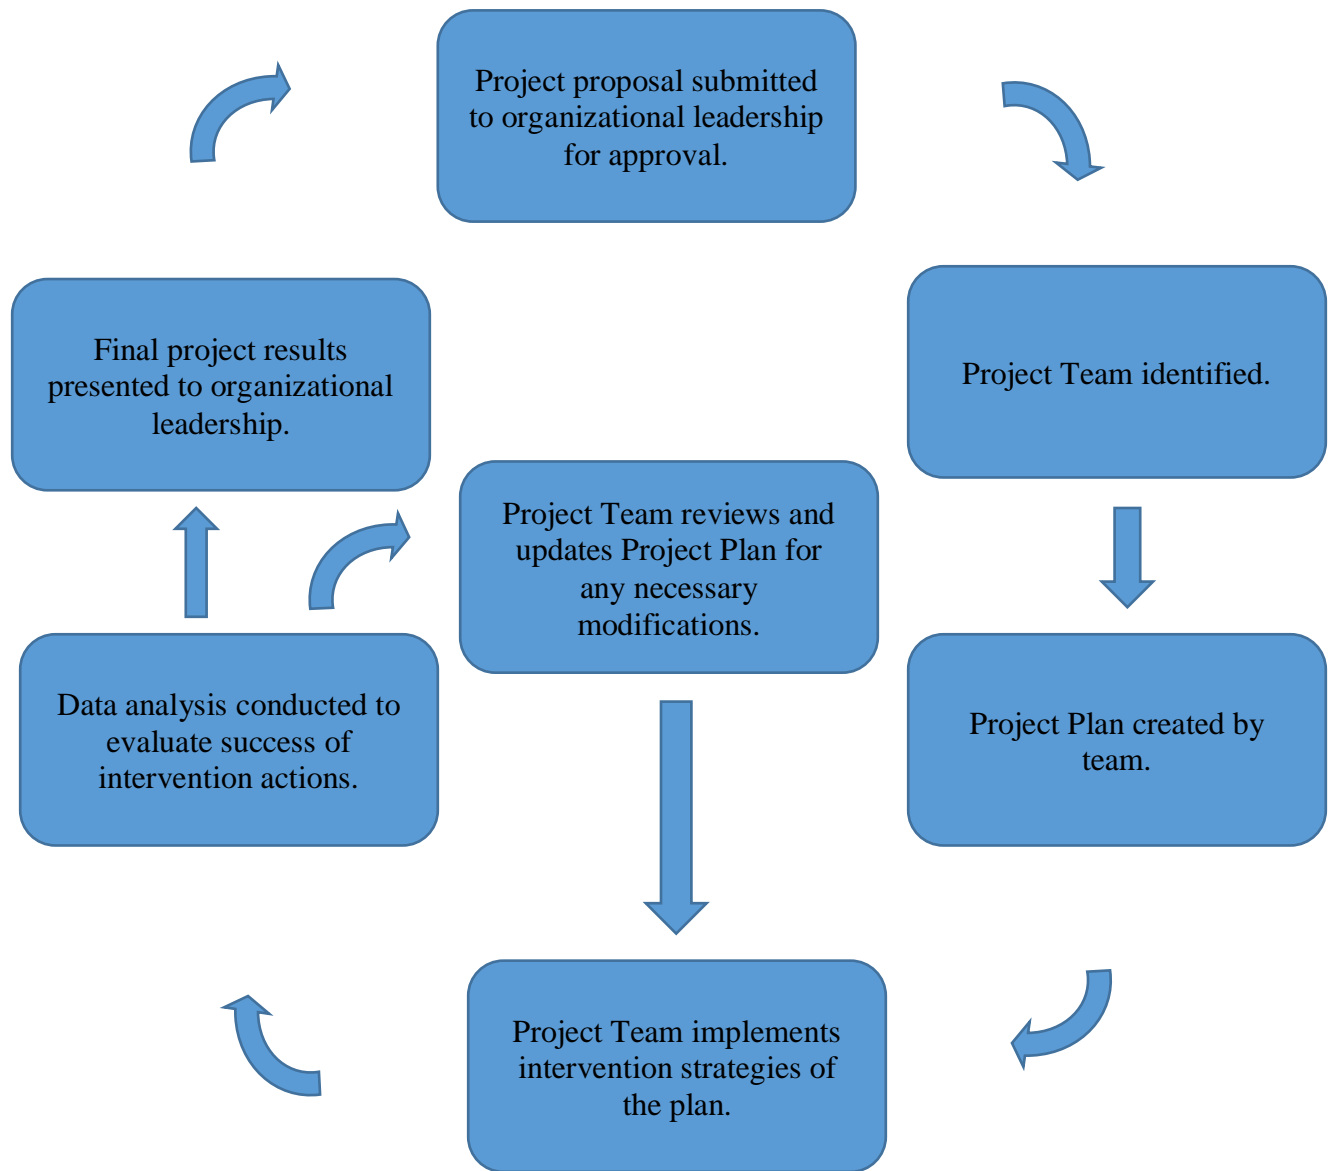 Project proposal submitted
to organizational leadership
for approval.
Final project results
presented to organizational
leadership.
Project Team identified.
Project Team reviews and
updates Project Plan for
any necessary
modifications.
Data analysis conducted to
evaluate success of
intervention actions.
Project Plan created by
team.
Project Team implements
intervention strategies of
the plan.